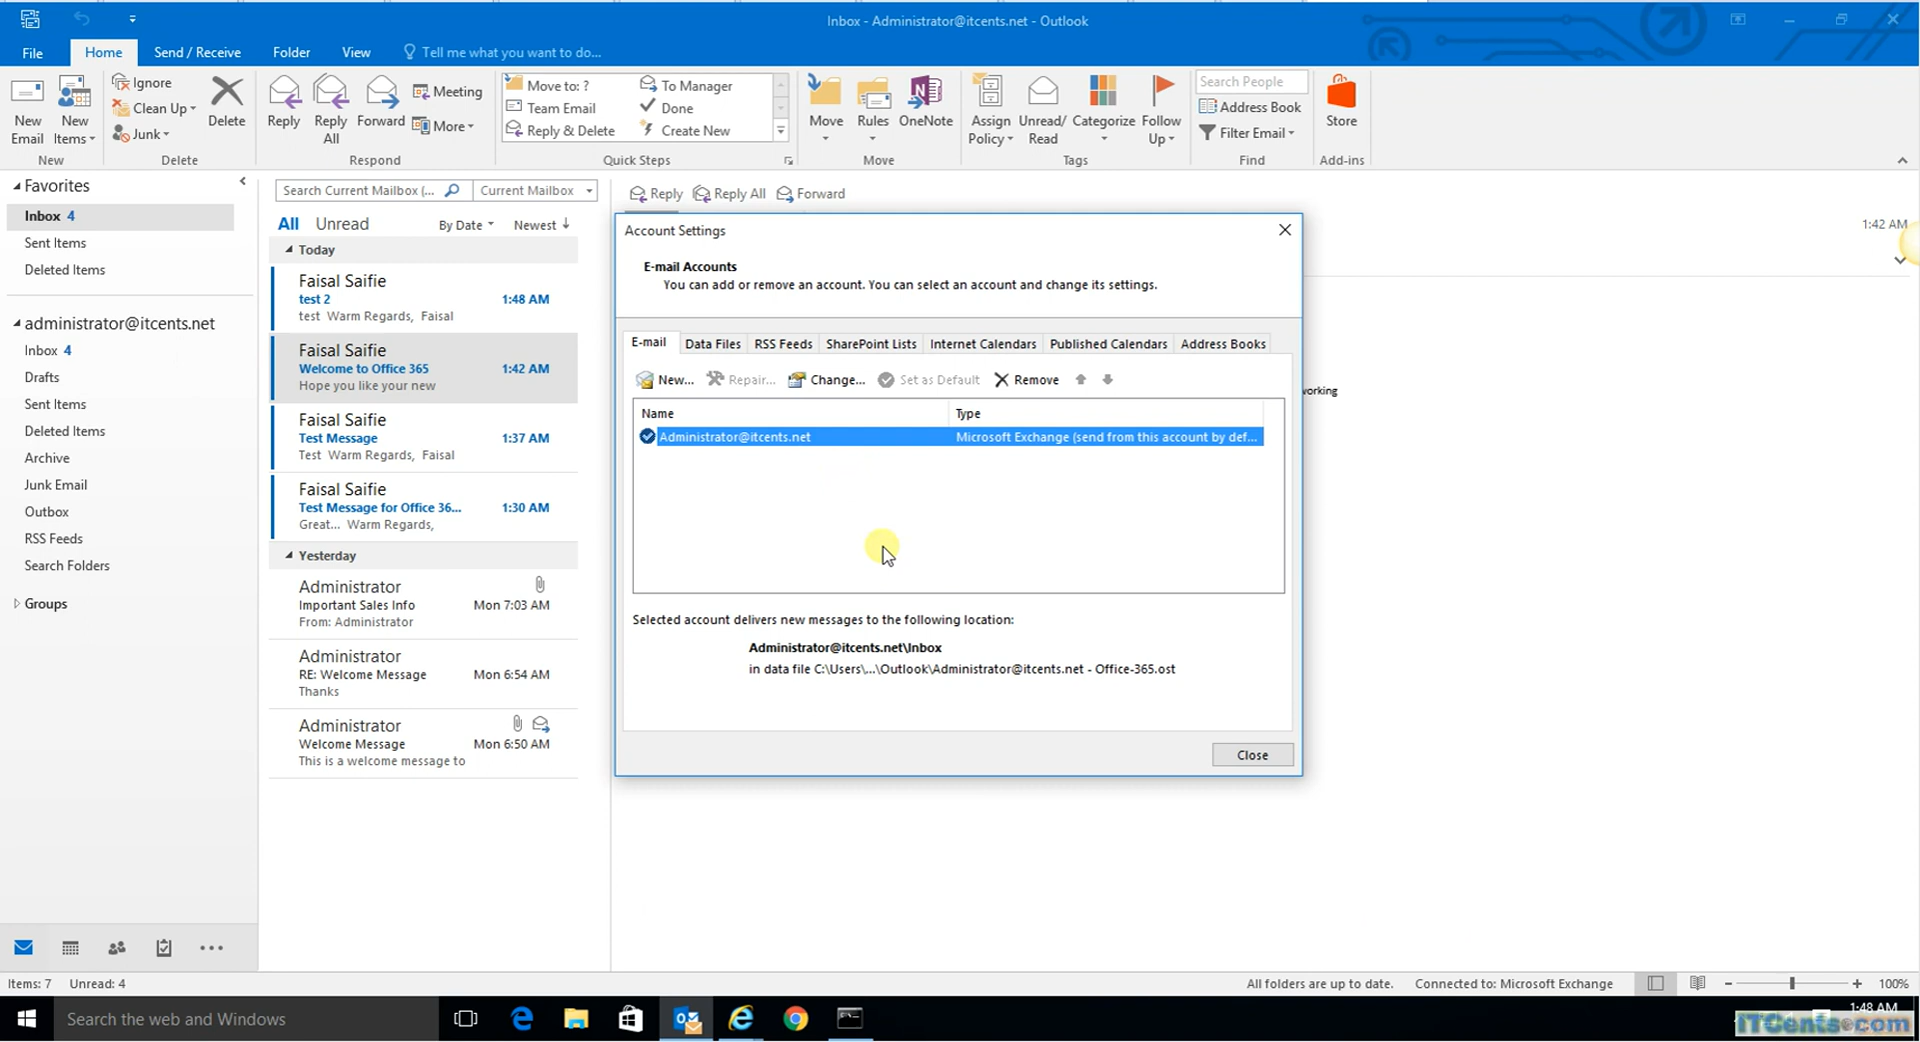 Inbox - Administrator@itcents.net - Outlook
File
Home
Send / Receive
Folder
View
Tell me what you want to do...
New
Email
New
Items
New
Ignore
Clean Up
Junk
Delete
Delete
Reply
Reply
All
Forward
Meeting
More
Respond
Move to: ?
Team Email
Reply & Delete
To Manager
Done
Create New
Quick Steps
Move
Rules
OneNote
Move
Assign
Policy
Unread/
Read
Categorize
Follow
Up
Tags
Search People
Address Book
Filter Email
Find
Store
Add-ins
Favorites
Inbox 4
Sent Items
Deleted Items
administrator@itcents.net
Inbox 4
Drafts
Sent Items
Deleted Items
Archive
Junk Email
Outbox
RSS Feeds
Search Folders
Groups
Search Current Mailbox (...
Current Mailbox
All
Unread
By Date
Newest
Today
Faisal Saifie
test 2
1:48 AM
test Warm Regards, Faisal
Faisal Saifie
Welcome to Office 365
1:42 AM
Hope you like your new
Faisal Saifie
Test Message
1:37 AM
Test Warm Regards, Faisal
Faisal Saifie
Test Message for Office 36...
1:30 AM
Great... Warm Regards,
Yesterday
Administrator
Important Sales Info
Mon 7:03 AM
From: Administrator
Administrator
RE: Welcome Message
Mon 6:54 AM
Thanks
Administrator
Welcome Message
Mon 6:50 AM
This is a welcome message to
Reply
Reply All
Forward
1:42 AM
Account Settings
E-mail Accounts
You can add or remove an account. You can select an account and change its settings.
E-mail
Data Files
RSS Feeds
SharePoint Lists
Internet Calendars
Published Calendars
Address Books
New...
Repair...
Change...
Set as Default
Remove
Name
Type
Administrator@itcents.net
Microsoft Exchange (send from this account by def...
Selected account delivers new messages to the following location:
Administrator@itcents.net\Inbox
in data file C:\Users\...\Outlook\Administrator@itcents.net - Office-365.ost
Close
Items: 7
Unread: 4
All folders are up to date.
Connected to: Microsoft Exchange
100%
Search the web and Windows
1:48 AM
ITCents.com